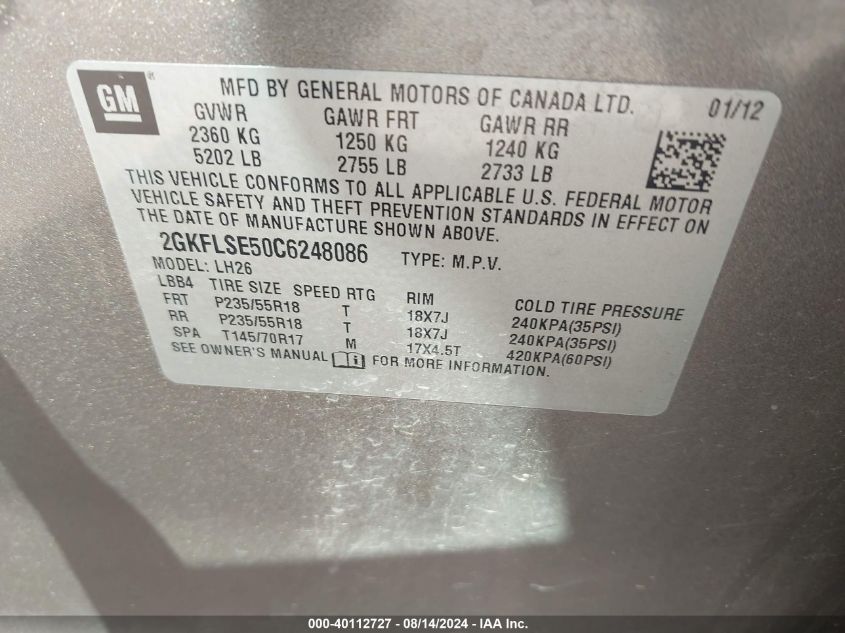 GM
MFD BY GENERAL MOTORS OF CANADA LTD. 01/12
GVWR GAWR FRT GAWR RR
2360 KG 1250 KG 1240 KG
5202 LB 2755 LB 2733 LB
THIS VEHICLE CONFORMS TO ALL APPLICABLE U.S. FEDERAL MOTOR
VEHICLE SAFETY AND THEFT PREVENTION STANDARDS IN EFFECT ON
THE DATE OF MANUFACTURE SHOWN ABOVE.
2GKFLSE50C6248086 TYPE: M.P.V.
MODEL: LH26
LBB4 TIRE SIZE SPEED RTG RIM COLD TIRE PRESSURE
FRT P235/55R18 T 18X7J 240KPA(35PSI)
RR P235/55R18 T 18X7J 240KPA(35PSI)
SPA T145/70R17 M 17X4.5T 420KPA(60PSI)
SEE OWNER'S MANUAL FOR MORE INFORMATION.
000-40112727 - 08/14/2024 - IAA Inc.